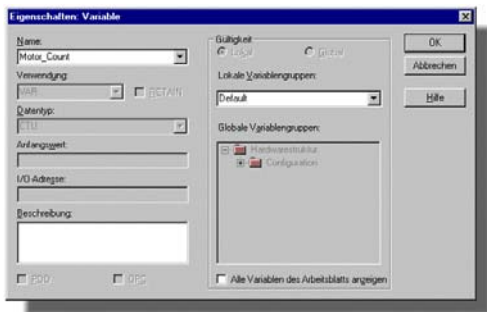 Eigenschaften: Variable
Name:
Motor_Count
Verwendung:
VAR
RETAIN
Datentyp:
CTU
Anfangswert:
I/O-Adresse:
Beschreibung:
PDD
OPC
Gültigkeit
Lokal
Global
Lokale Variablengruppen:
Default
Globale Variablengruppen:
Hardwarestruktur
Configuration
Alle Variablen des Arbeitsblatts anzeigen
OK
Abbrechen
Hilfe